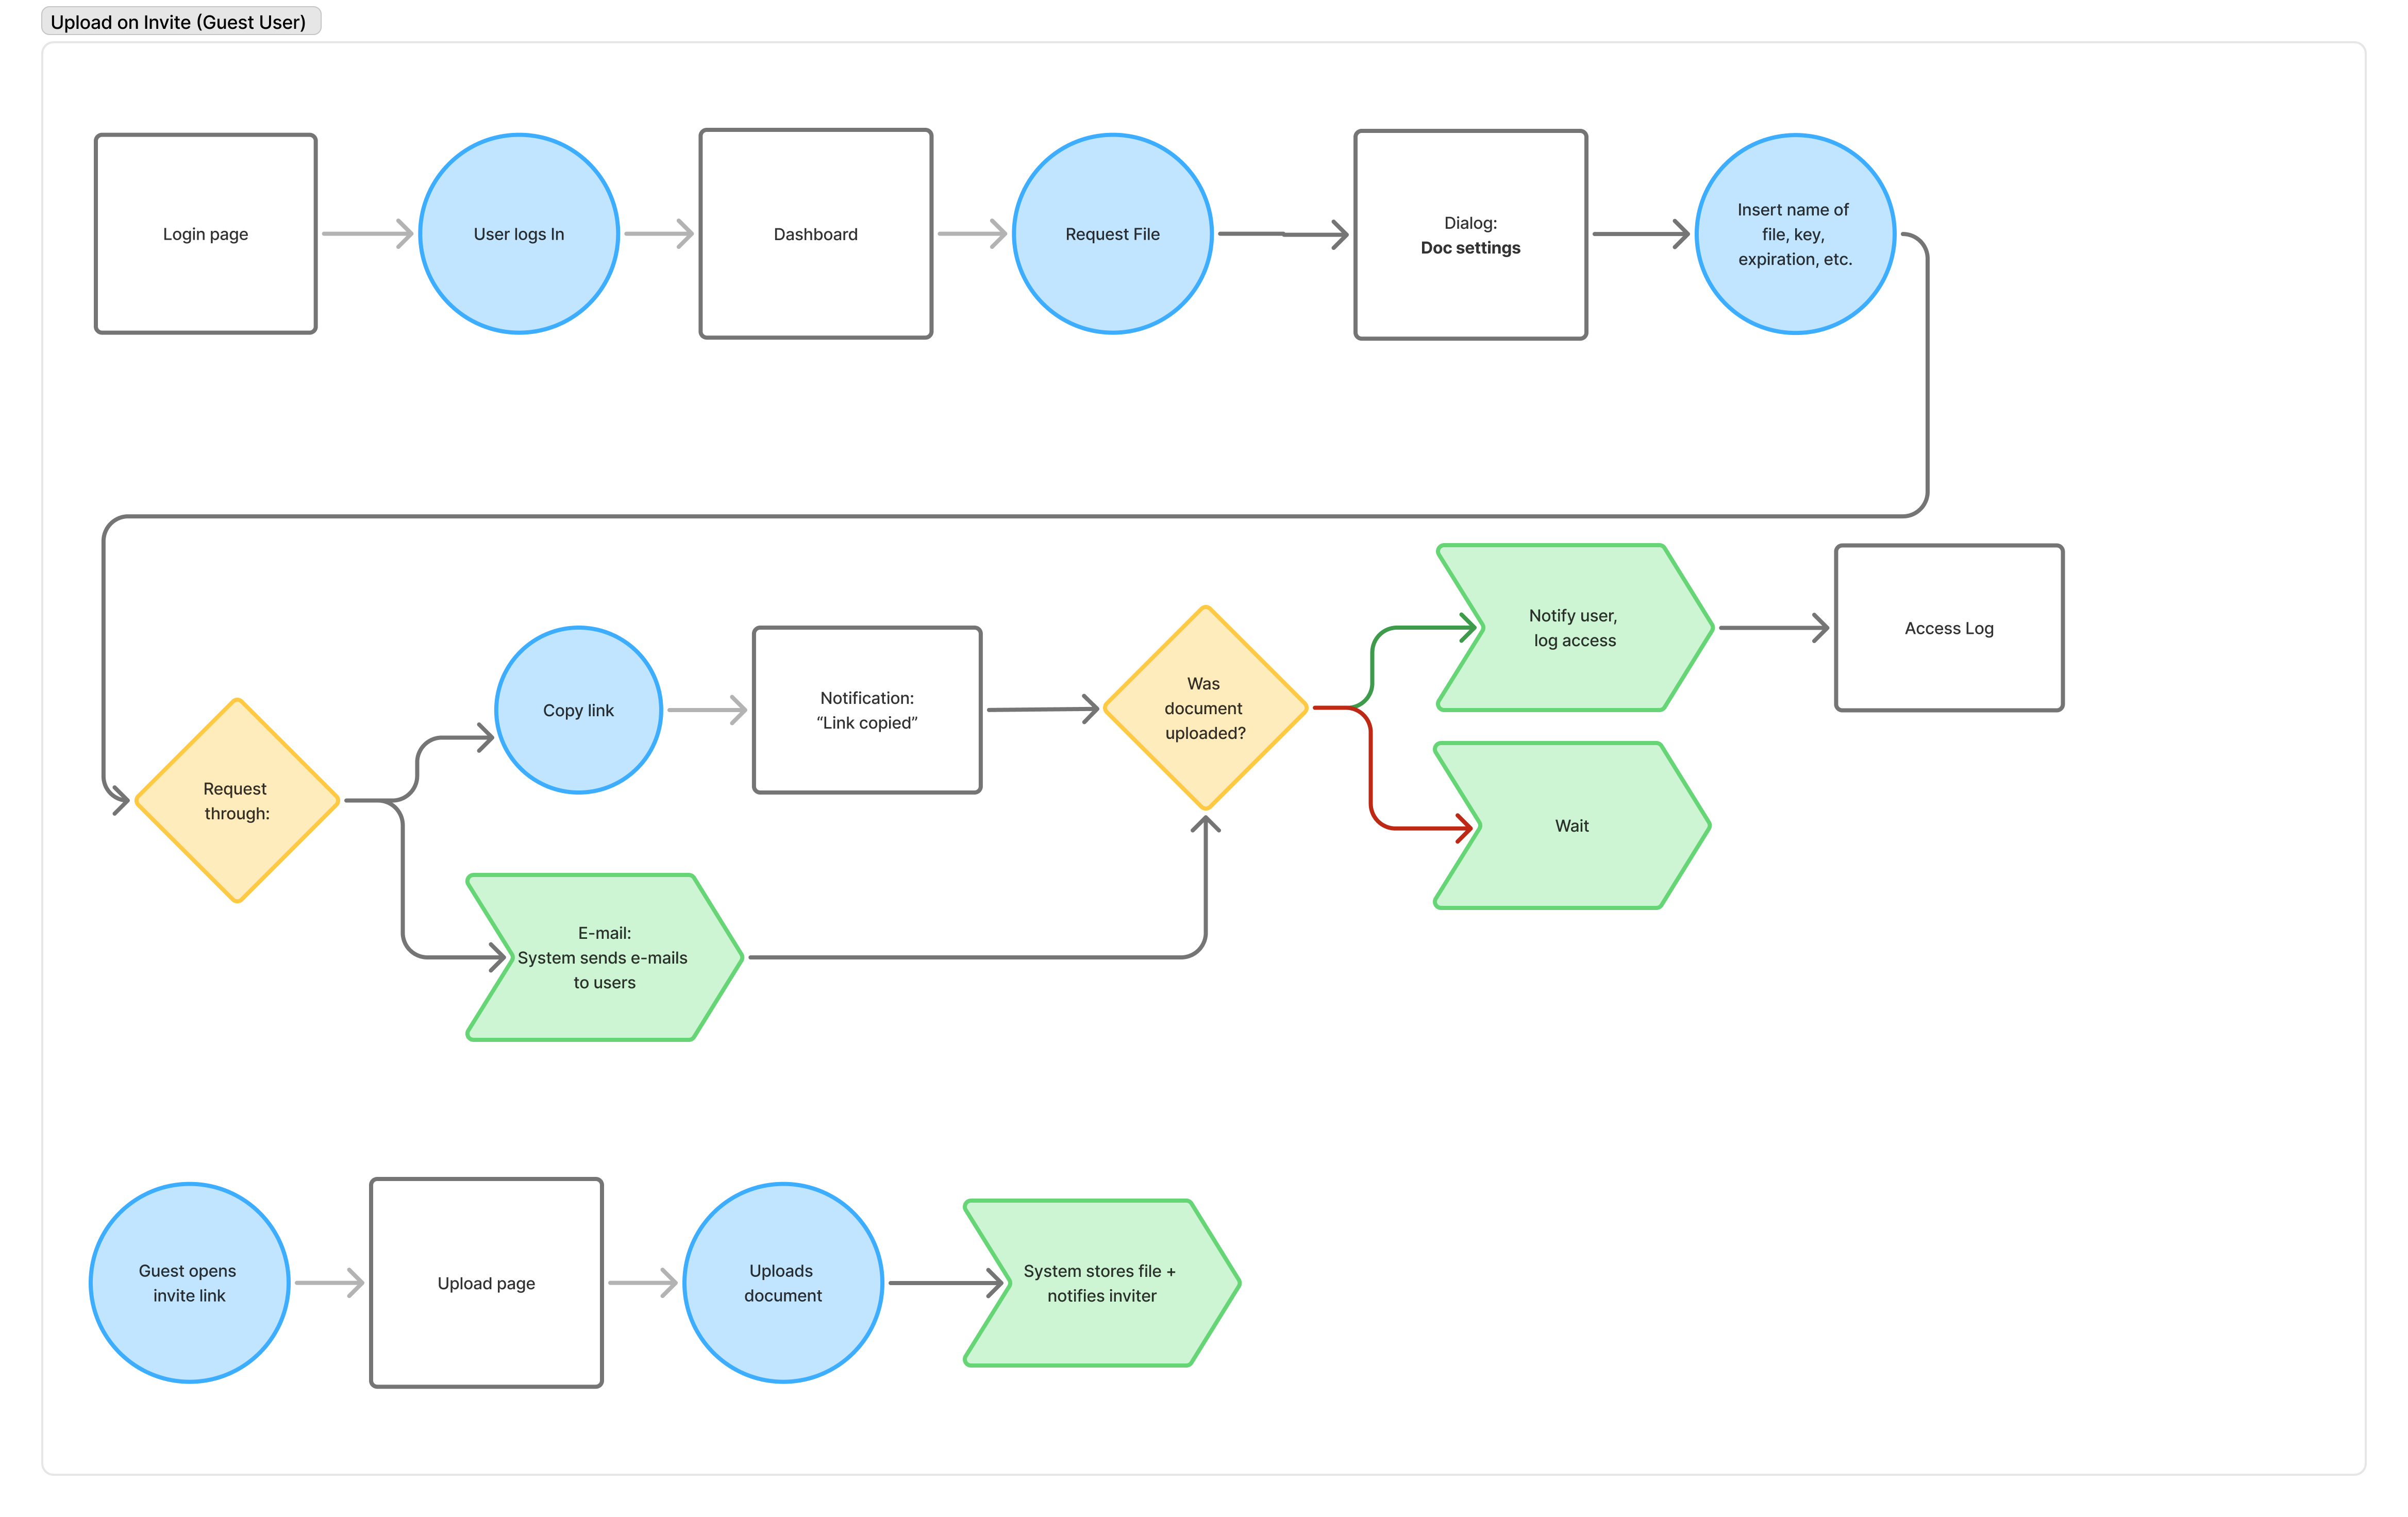 Upload on Invite (Guest User)
Login page
User logs In
Dashboard
Request File
Dialog:
Doc settings
Insert name of
file, key,
expiration, etc.
Request
through:
Copy link
Notification:
“Link copied”
Was
document
uploaded?
Notify user,
log access
Access Log
Wait
E-mail:
System sends e-mails
to users
Guest opens
invite link
Upload page
Uploads
document
System stores file +
notifies inviter